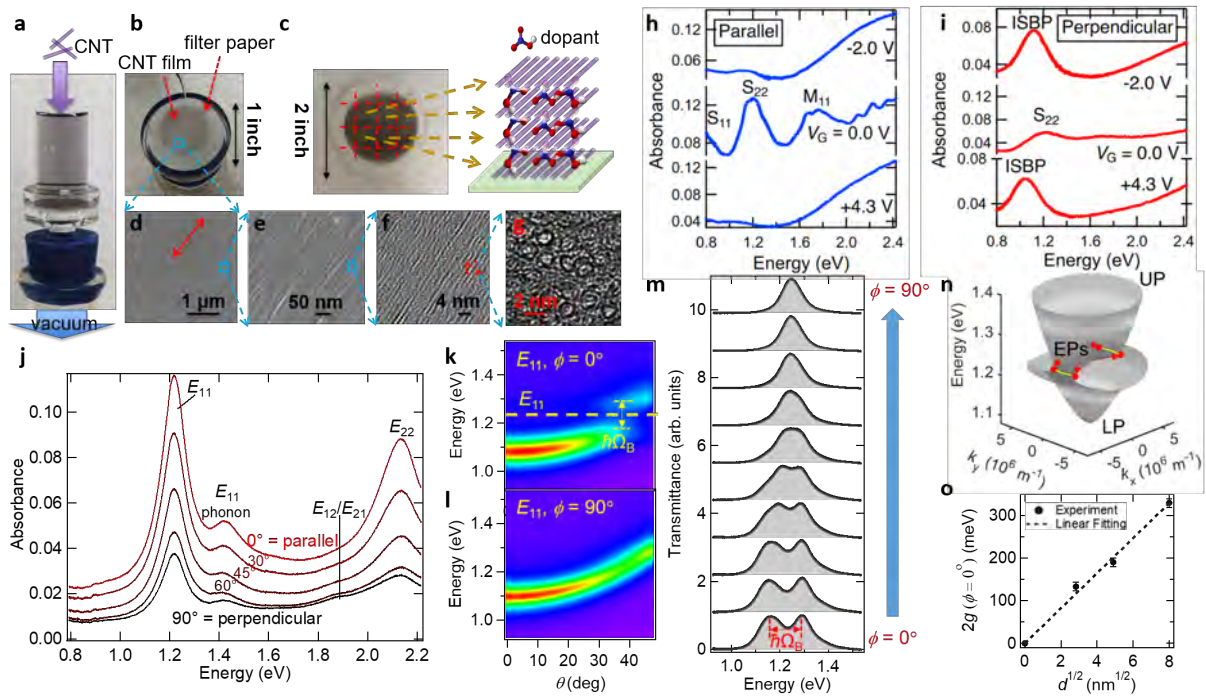 a
CNT
vacuum
b
filter paper
CNT film
1 inch
c
2 inch
dopant
d
1 μm
e
50 nm
f
4 nm
g
2 nm
h
Parallel
Absorbance
0.12
0.06
0.12
0.08
0.08
0.04
-2.0 V
S11
S22
M11
VG = 0.0 V
+4.3 V
0.8 1.2 1.6 2.0 2.4
Energy (eV)
i
ISBP
Perpendicular
Absorbance
0.08
0.04
0.08
0.04
0.08
0.04
-2.0 V
S22
VG = 0.0 V
ISBP
+4.3 V
0.8 1.2 1.6 2.0 2.4
Energy (eV)
j
Absorbance
0.10
0.08
0.06
0.04
0.02
0.00
E11
E22
E11
phonon
E12/E21
0° = parallel
30°
45°
60°
90° = perpendicular
0.8 1.0 1.2 1.4 1.6 1.8 2.0 2.2
Energy (eV)
k
E11, ϕ = 0°
E11
ℏΩB
Energy (eV)
1.4
1.2
1.0
l
E11, ϕ = 90°
Energy (eV)
1.4
1.2
1.0
0 20 40
θ (deg)
m
Transmittance (arb. units)
10
8
6
4
2
0
ϕ = 90°
ϕ = 0°
ℏΩB
1.0 1.2 1.4
Energy (eV)
n
UP
EPs
LP
Energy (eV)
1.4
1.3
1.2
1.1
5
0
-5
ky (10⁶ m⁻¹)
5
0
-5
kx (10⁶ m⁻¹)
o
Experiment
Linear Fitting
2g (ϕ = 0°) (meV)
300
200
100
0
0 2 4 6 8
d^1/2 (nm^1/2)